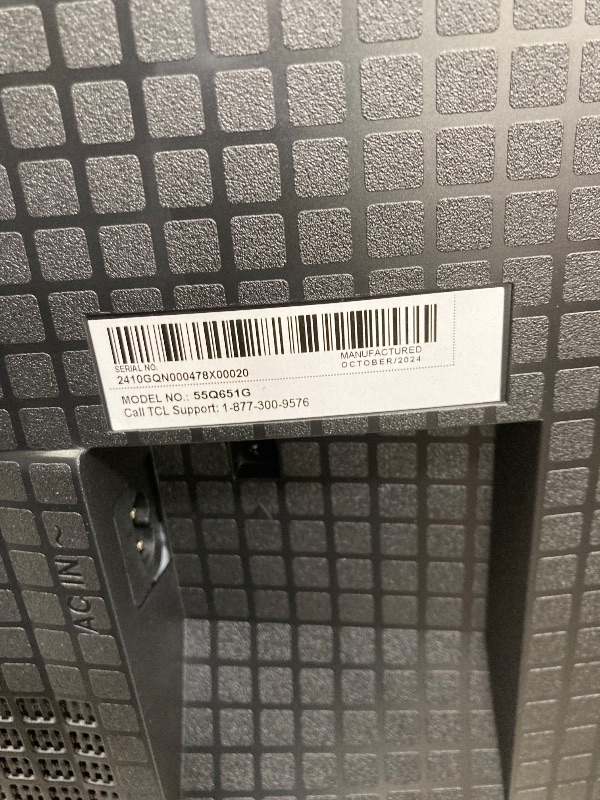 SERIAL NO.
2410GQN000478X00020
MANUFACTURED
OCTOBER/2024
MODEL NO.: 55Q651G
Call TCL Support: 1-877-300-9576
AC IN ~